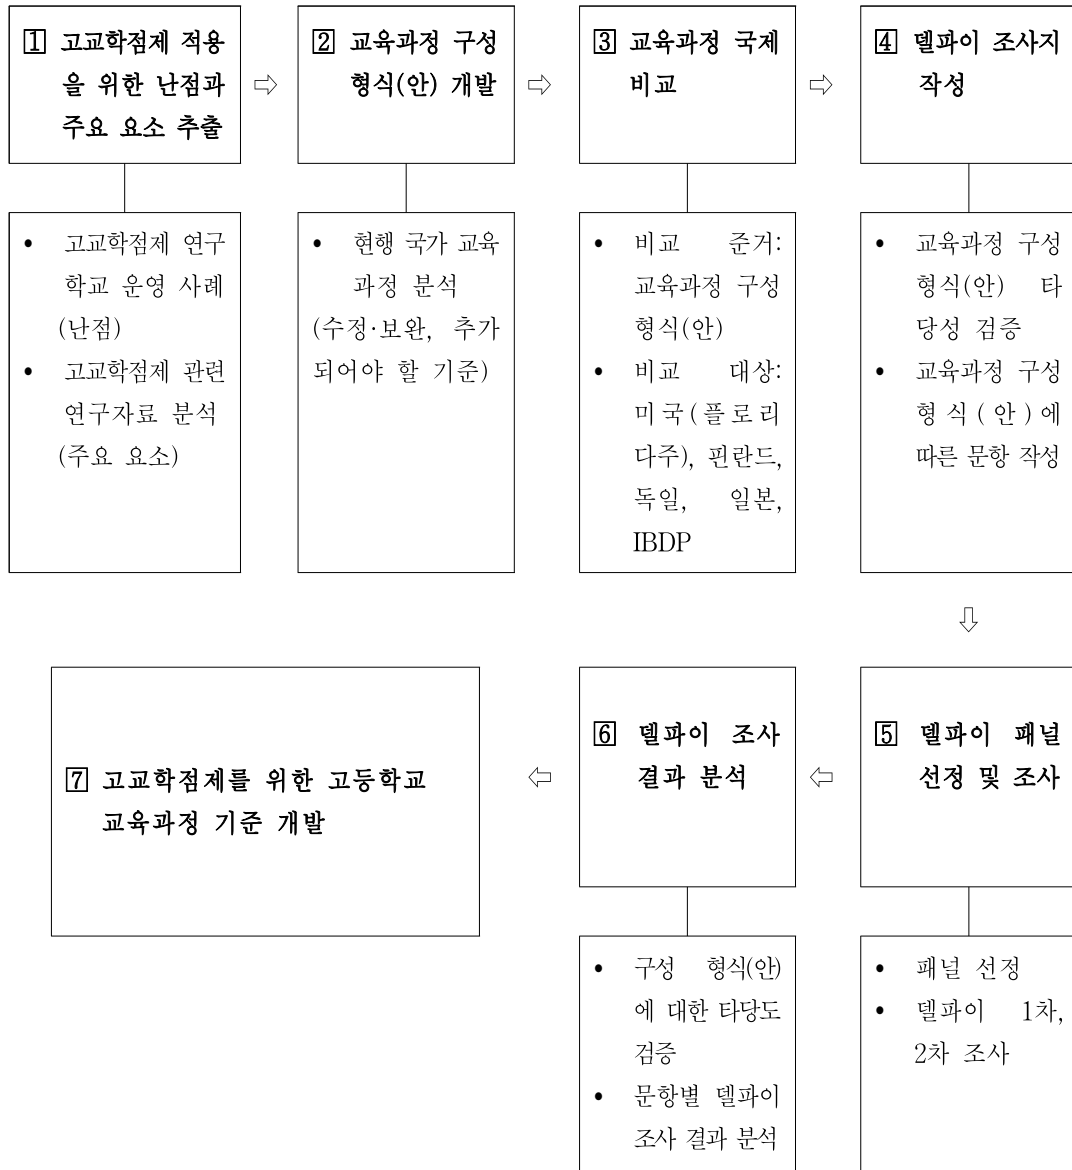 1 고교학점제 적용
을 위한 난점과
주요 요소 추출
⇨
2 교육과정 구성
형식(안) 개발
⇨
3 교육과정 국제
비교
⇨
4 델파이 조사지
작성
• 고교학점제 연구
학교 운영 사례
(난점)
• 고교학점제 관련
연구자료 분석
(주요 요소)
• 현행 국가 교육
과정 분석
(수정·보완, 추가
되어야 할 기준)
• 비교 준거:
교육과정 구성
형식(안)
• 비교 대상:
미국(플로리
다주), 핀란드,
독일, 일본,
IBDP
• 교육과정 구성
형식(안) 타
당성 검증
• 교육과정 구성
형식(안)에
따른 문항 작성
⇩
5 델파이 패널
선정 및 조사
⇦
6 델파이 조사
결과 분석
⇦
7 고교학점제를 위한 고등학교
교육과정 기준 개발
• 패널 선정
• 델파이 1차,
2차 조사
• 구성 형식(안)
에 대한 타당도
검증
• 문항별 델파이
조사 결과 분석